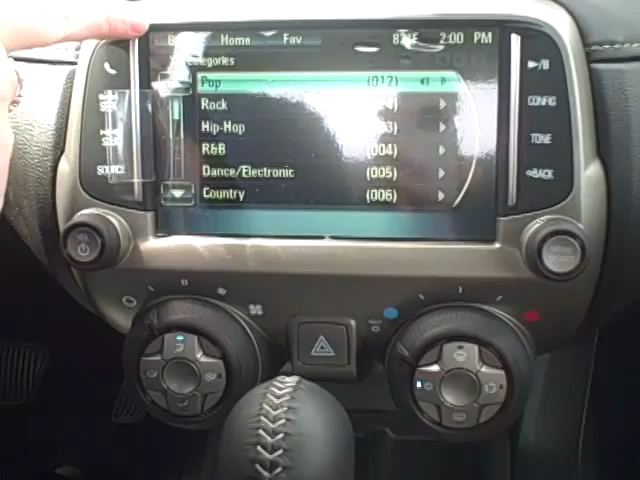 Home Fav 2:00 PM
Categories
Pop (012)
Rock
Hip-Hop
R&B (004)
Dance/Electronic (005)
Country (006)
CONFIG
TONE
BACK
SOURCE